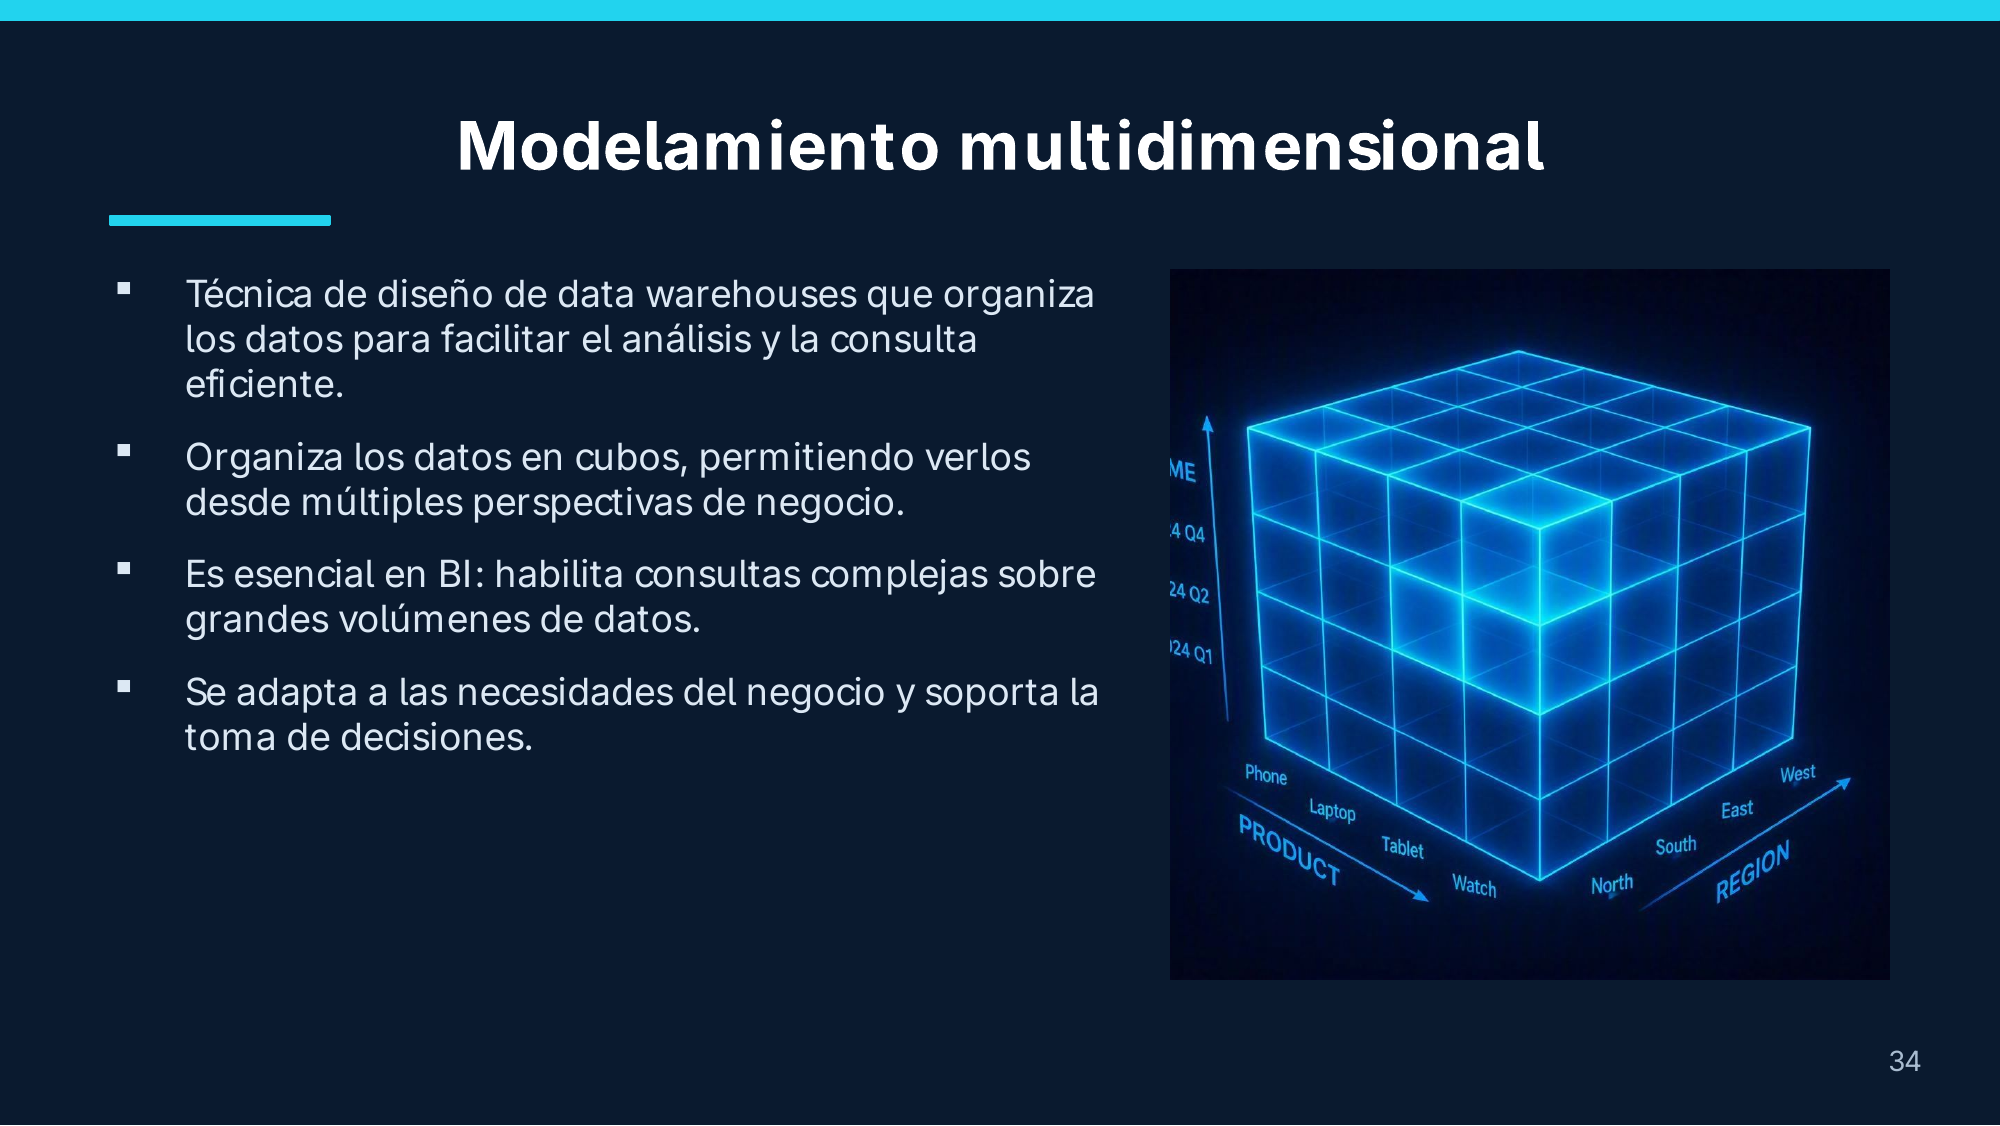 Modelamiento multidimensional
▪ Técnica de diseño de data warehouses que organiza
los datos para facilitar el análisis y la consulta
eficiente.
▪ Organiza los datos en cubos, permitiendo verlos
desde múltiples perspectivas de negocio.
▪ Es esencial en BI: habilita consultas complejas sobre
grandes volúmenes de datos.
▪ Se adapta a las necesidades del negocio y soporta la
toma de decisiones.
ME
4 Q4
24 Q2
24 Q1
Phone
Laptop
Tablet
Watch
PRODUCT
North
South
East
West
REGION
34